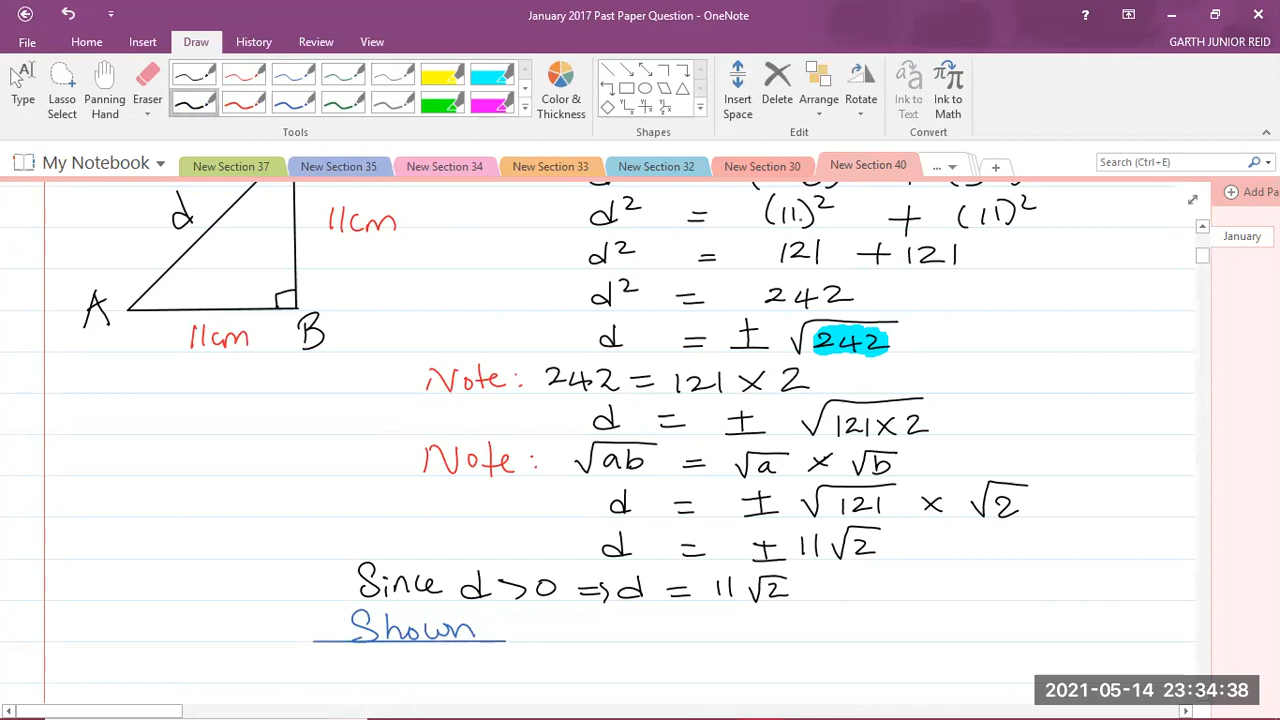 January 2017 Past Paper Question - OneNote
File Home Insert Draw History Review View GARTH JUNIOR REID
Type Lasso Select Panning Hand Eraser Color & Thickness Insert Space Delete Arrange Rotate Ink to Text Ink to Math
Tools Shapes Edit Convert
My Notebook New Section 37 New Section 35 New Section 34 New Section 33 New Section 32 New Section 30 New Section 40 ... Search (Ctrl+E)
Add Pa
January
d
11cm
A
11cm
B
d² = (11)² + (11)²
d² = 121 + 121
d² = 242
d = ± √242
Note: 242 = 121 × 2
d = ± √121×2
Note: √ab = √a × √b
d = ± √121 × √2
d = ± 11√2
Since d > 0 => d = 11√2
Shown
2021-05-14 23:34:38